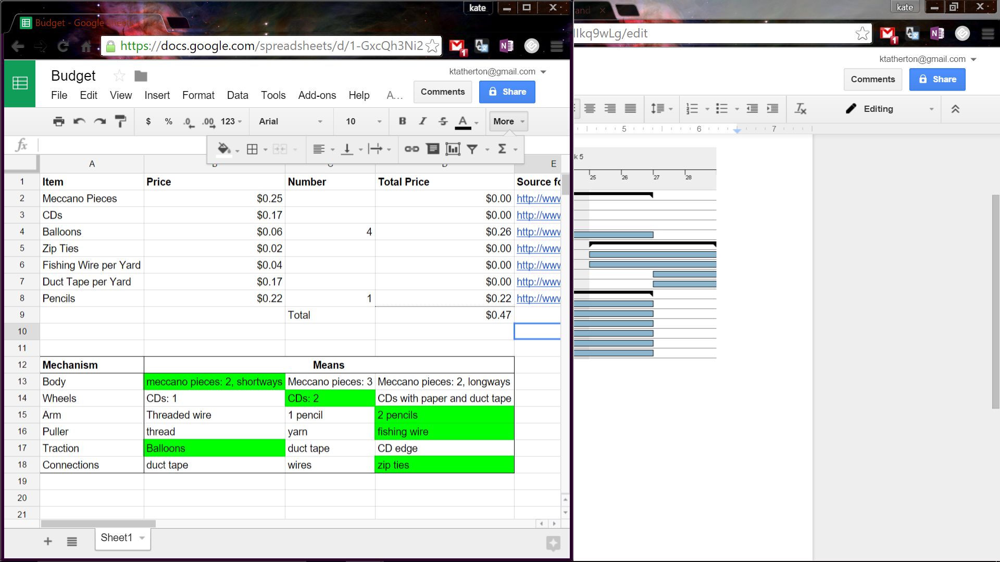 kate
Budget - Google Sheets
https://docs.google.com/spreadsheets/d/1-GxcQh3Ni2
1
Budget
ktatherton@gmail.com
File Edit View Insert Format Data Tools Add-ons Help A...
Comments
Share
$ % .0 .00 123 Arial 10 B I S A More
fx
A B C D E
1 Item Price Number Total Price Source fo
2 Meccano Pieces $0.25 $0.00 http://www
3 CDs $0.17 $0.00 http://www
4 Balloons $0.06 4 $0.26 http://www
5 Zip Ties $0.02 $0.00 http://www
6 Fishing Wire per Yard $0.04 $0.00 http://www
7 Duct Tape per Yard $0.17 $0.00 http://www
8 Pencils $0.22 1 $0.22 http://www
9 Total $0.47
10
11
12 Mechanism Means
13 Body meccano pieces: 2, shortways Meccano pieces: 3 Meccano pieces: 2, longways
14 Wheels CDs: 1 CDs: 2 CDs with paper and duct tape
15 Arm Threaded wire 1 pencil 2 pencils
16 Puller thread yarn fishing wire
17 Traction Balloons duct tape CD edge
18 Connections duct tape wires zip ties
19
20
21
Sheet1
rand
kate
Ikq9wLg/edit
1
ktatherton@gmail.com
Comments
Share
Editing
5 6 7
k 5
25 26 27 28